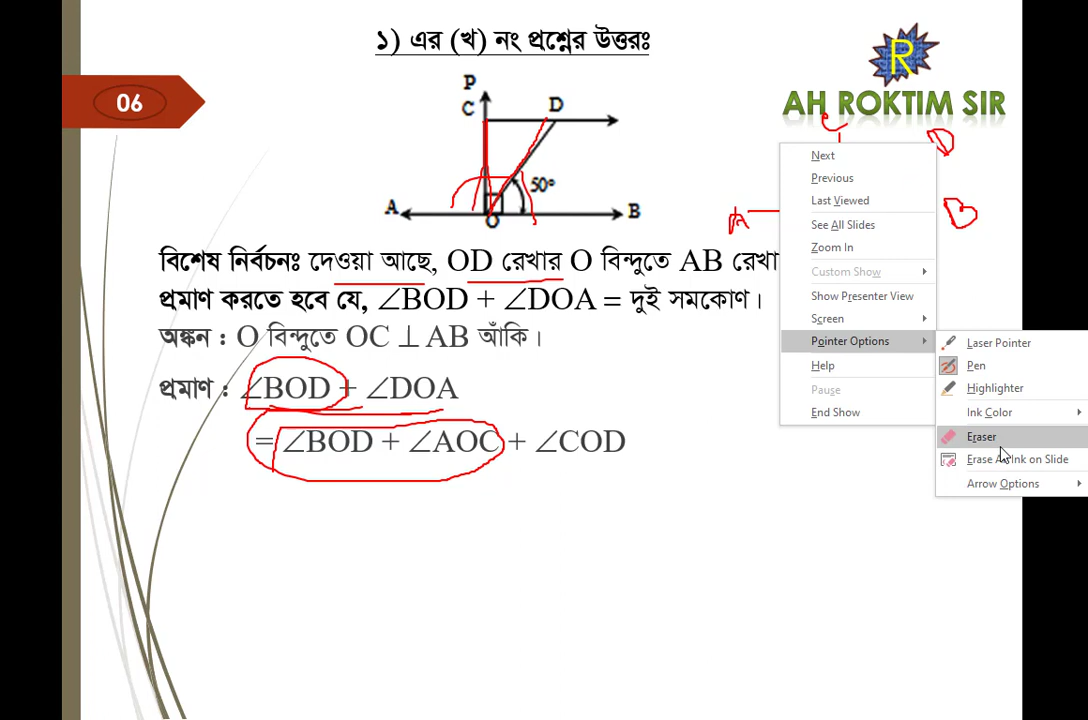 ১) এর (খ) নং প্রশ্নের উত্তরঃ
06
R
AH ROKTIM SIR
P
C
D
50°
A
O
B
C
D
A
B
বিশেষ নির্বচনঃ দেওয়া আছে, OD রেখার O বিন্দুতে AB রেখা
প্রমাণ করতে হবে যে, ∠BOD + ∠DOA = দুই সমকোণ।
অঙ্কন : O বিন্দুতে OC ⊥ AB আঁকি।
প্রমাণ : ∠BOD + ∠DOA
= ∠BOD + ∠AOC + ∠COD
Next
Previous
Last Viewed
See All Slides
Zoom In
Custom Show
Show Presenter View
Screen
Pointer Options
Help
Pause
End Show
Laser Pointer
Pen
Highlighter
Ink Color
Eraser
Erase All Ink on Slide
Arrow Options